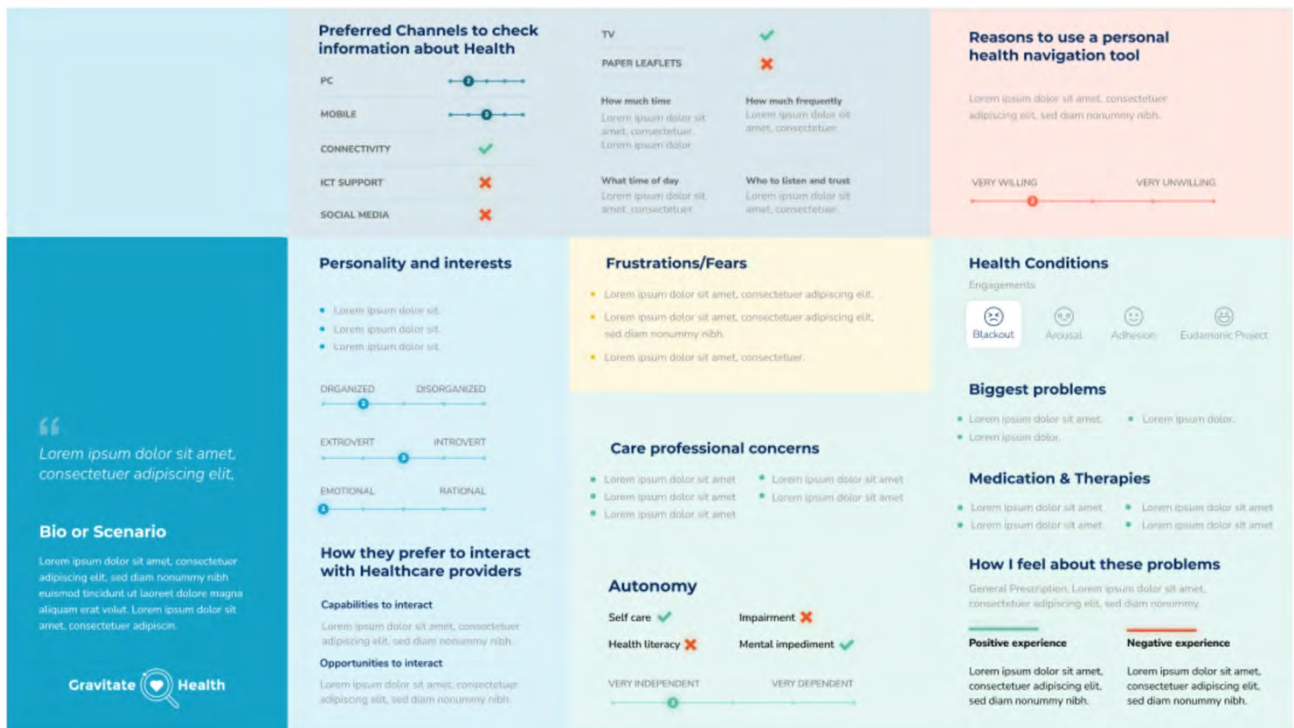 Preferred Channels to check
information about Health
PC
2
MOBILE
3
CONNECTIVITY
ICT SUPPORT
SOCIAL MEDIA
TV
PAPER LEAFLETS
How much time
Lorem ipsum dolor sit
amet, consectetuer.
Lorem ipsum dolor
How much frequently
Lorem ipsum dolor sit
amet, consectetuer.
What time of day
Lorem ipsum dolor sit
amet, consectetuer.
Who to listen and trust
Lorem ipsum dolor sit
amet, consectetuer.
Reasons to use a personal
health navigation tool
Lorem ipsum dolor sit amet, consectetuer
adipiscing elit, sed diam nonummy nibh.
VERY WILLING VERY UNWILLING
2
“
Lorem ipsum dolor sit amet,
consectetuer adipiscing elit,
Bio or Scenario
Lorem ipsum dolor sit amet, consectetuer
adipiscing elit, sed diam nonummy nibh
euismod tincidunt ut laoreet dolore magna
aliquam erat volut. Lorem ipsum dolor sit
amet, consectetuer adipiscin.
Gravitate Health
Personality and interests
Lorem ipsum dolor sit.
Lorem ipsum dolor sit.
Lorem ipsum dolor sit.
ORGANIZED DISORGANIZED
2
EXTROVERT INTROVERT
3
EMOTIONAL RATIONAL
1
How they prefer to interact
with Healthcare providers
Capabilities to interact
Lorem ipsum dolor sit amet, consectetuer
adipiscing elit, sed diam nonummy nibh.
Opportunities to interact
Lorem ipsum dolor sit amet, consectetuer
adipiscing elit, sed diam nonummy nibh.
Frustrations/Fears
Lorem ipsum dolor sit amet, consectetuer adipiscing elit.
Lorem ipsum dolor sit amet, consectetuer adipiscing elit,
sed diam nonummy nibh.
Lorem ipsum dolor sit amet, consectetuer.
Care professional concerns
Lorem ipsum dolor sit amet
Lorem ipsum dolor sit amet
Lorem ipsum dolor sit amet
Lorem ipsum dolor sit amet
Lorem ipsum dolor sit amet
Autonomy
Self care
Impairment
Health literacy
Mental impediment
VERY INDEPENDENT VERY DEPENDENT
2
Health Conditions
Engagements
Blackout
Arousal
Adhesion
Eudamonic Project
Biggest problems
Lorem ipsum dolor sit amet.
Lorem ipsum dolor.
Lorem ipsum dolor.
Medication & Therapies
Lorem ipsum dolor sit amet
Lorem ipsum dolor sit amet
Lorem ipsum dolor sit amet
Lorem ipsum dolor sit amet
How I feel about these problems
General Prescription. Lorem ipsum dolor sit amet,
consectetuer adipiscing elit, sed diam nonummy.
Positive experience
Lorem ipsum dolor sit amet,
consectetuer adipiscing elit,
sed diam nonummy nibh.
Negative experience
Lorem ipsum dolor sit amet,
consectetuer adipiscing elit,
sed diam nonummy nibh.